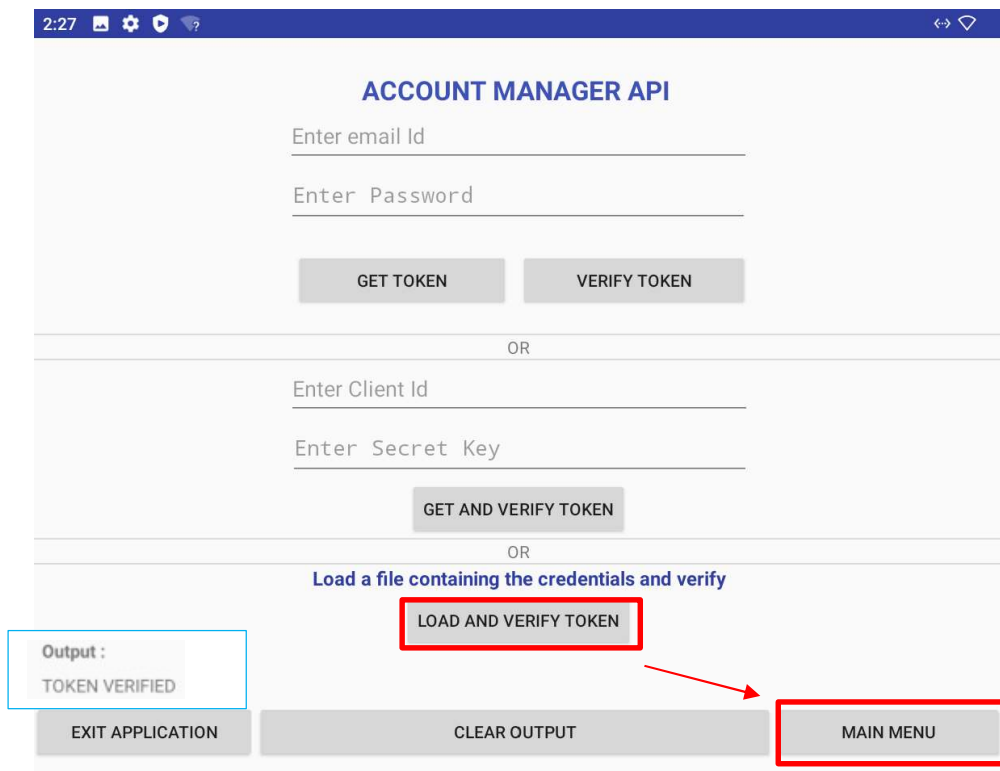 2:27
ACCOUNT MANAGER API
Enter email Id
Enter Password
GET TOKEN VERIFY TOKEN
OR
Enter Client Id
Enter Secret Key
GET AND VERIFY TOKEN
OR
Load a file containing the credentials and verify
LOAD AND VERIFY TOKEN
Output :
TOKEN VERIFIED
EXIT APPLICATION CLEAR OUTPUT MAIN MENU